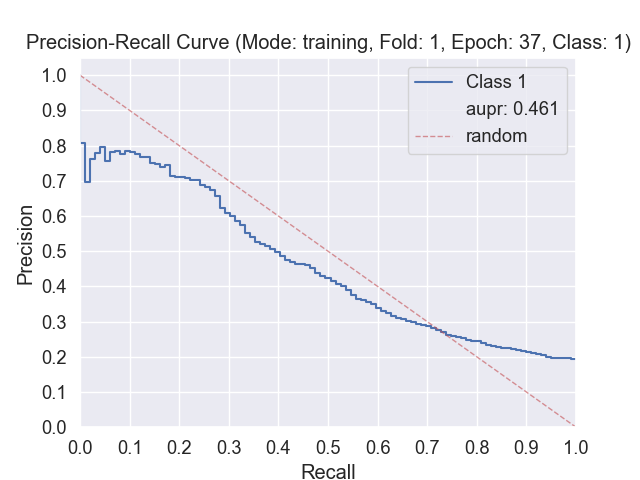 Precision-Recall Curve (Mode: training, Fold: 1, Epoch: 37, Class: 1)
Class 1
aupr: 0.461
random
Precision
1.0
0.9
0.8
0.7
0.6
0.5
0.4
0.3
0.2
0.1
0.0
0.0 0.1 0.2 0.3 0.4 0.5 0.6 0.7 0.8 0.9 1.0
Recall